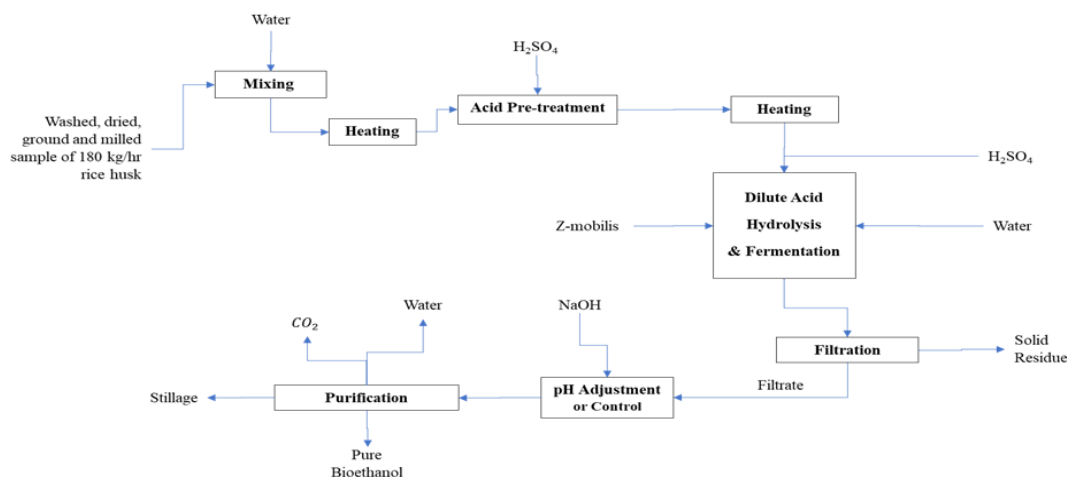 Water
Mixing
Washed, dried,
ground and milled
sample of 180 kg/hr
rice husk
Heating
H₂SO₄
Acid Pre-treatment
Heating
H₂SO₄
Dilute Acid
Hydrolysis
& Fermentation
Z-mobilis
Water
Filtration
Solid
Residue
Filtrate
NaOH
pH Adjustment
or Control
Water
CO₂
Purification
Stillage
Pure
Bioethanol